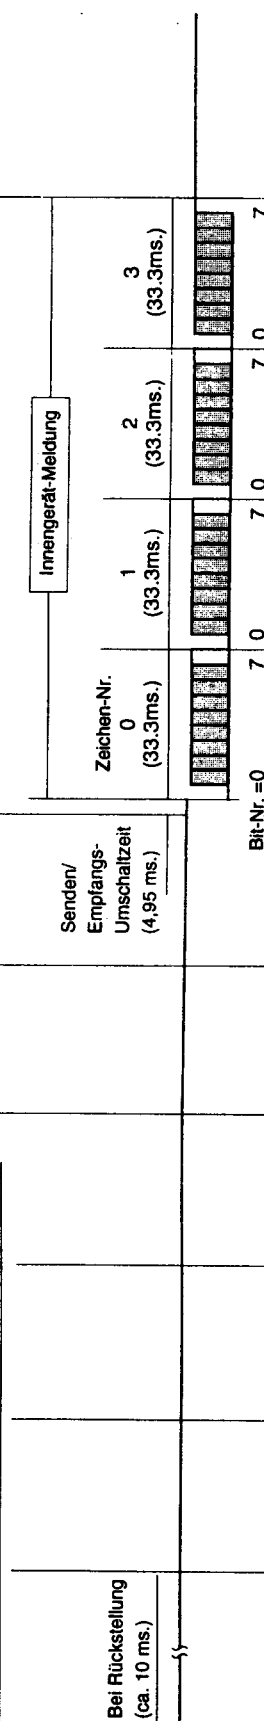 Bei Rückstellung
(ca. 10 ms.)
Senden/
Empfangs-
Umschaltzeit
(4,95 ms.)
Innengerät-Meldung
Zeichen-Nr.
0
(33.3ms.)
1
(33.3ms.)
2
(33.3ms.)
3
(33.3ms.)
Bit-Nr. =0 7 0 7 0 7 0 7